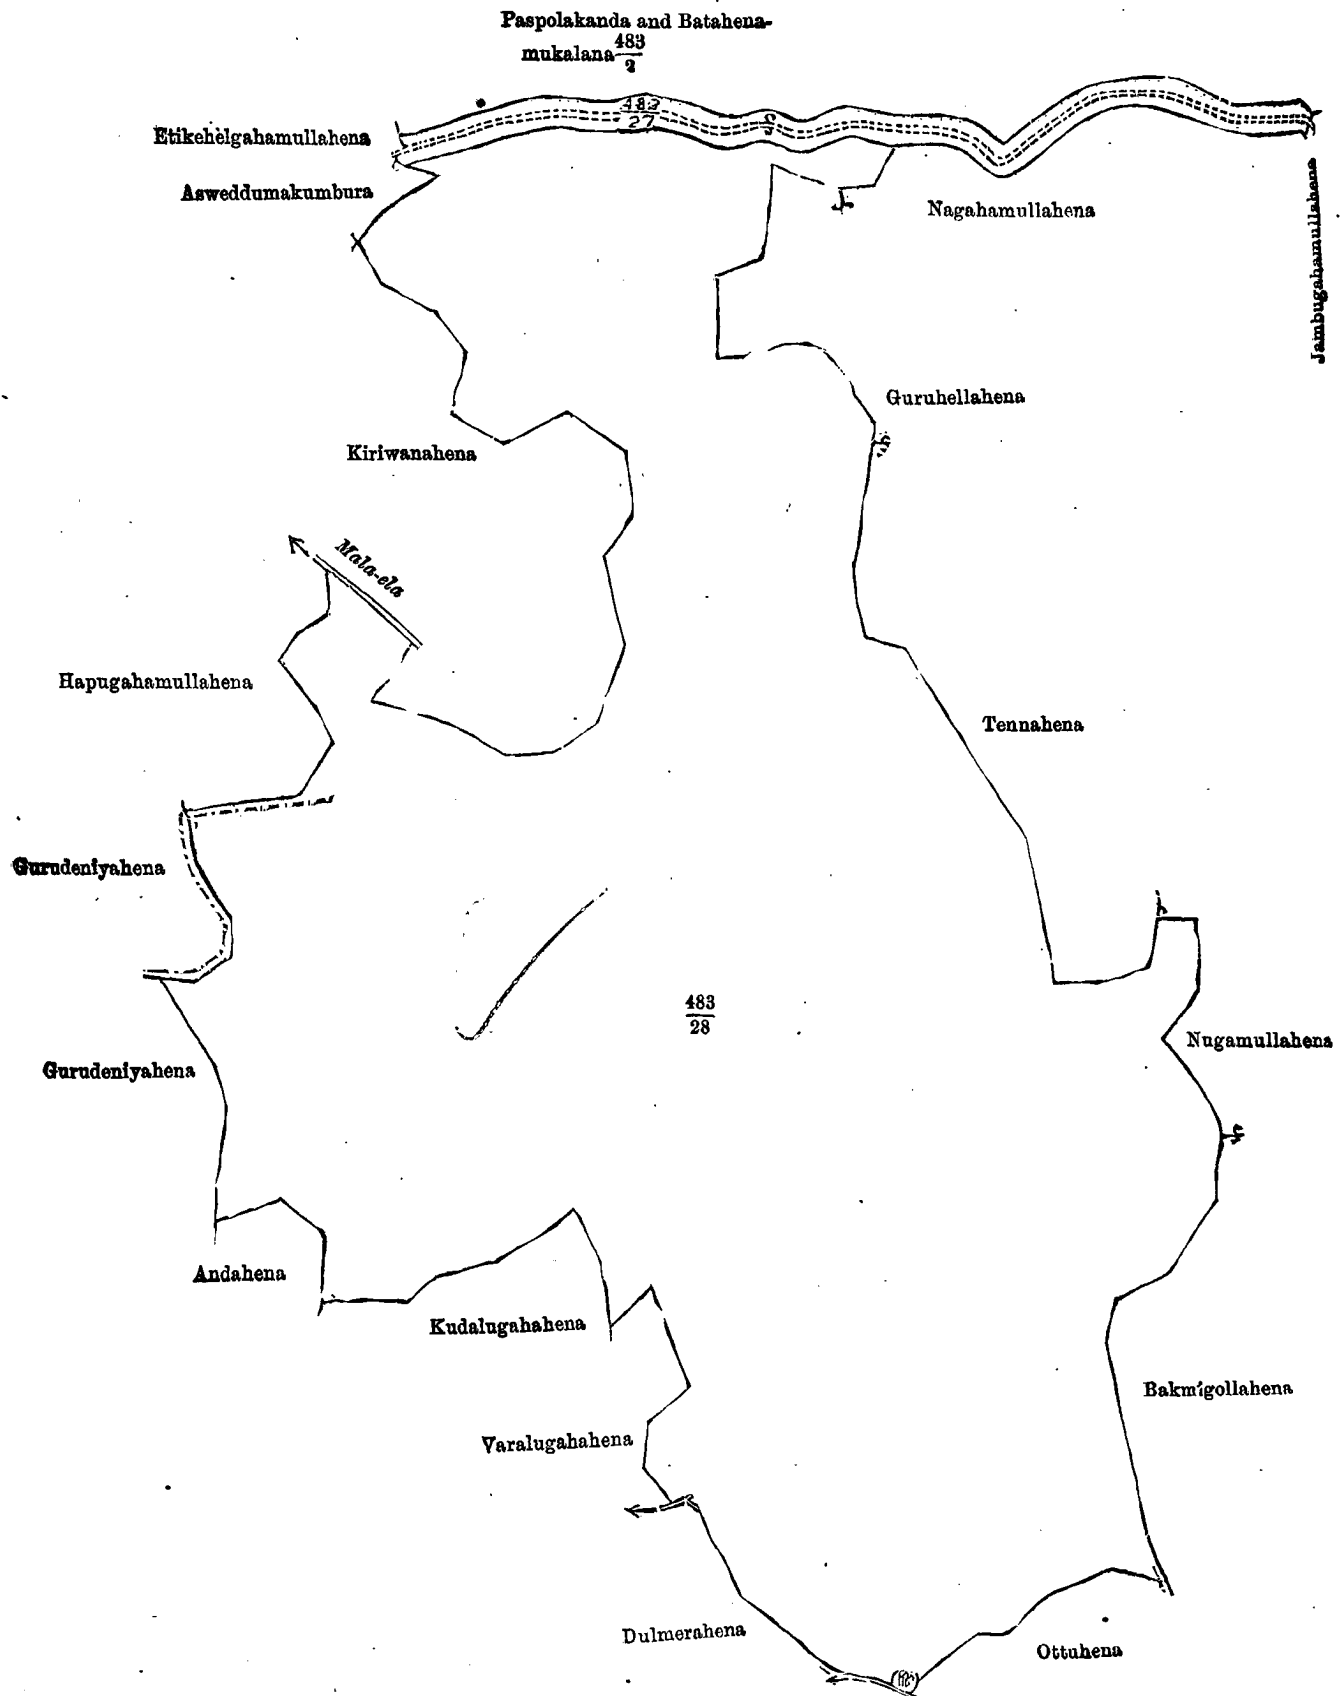 Paspolakanda and Batahena-
mukalana 483/2
483/27
Etikehelgahamullahena
Asweddumakumbura
Nagahamullahena
Jambugahamullahena
Guruhellahena
Kiriwanahena
Mala-ela
Hapugahamullahena
Tennahena
Gurudeniyahena
483/28
Nugamullahena
Gurudeniyahena
Andahena
Kudalugahahena
Bakmigollahena
Varalugahahena
Dulmerahena
Ottuhena